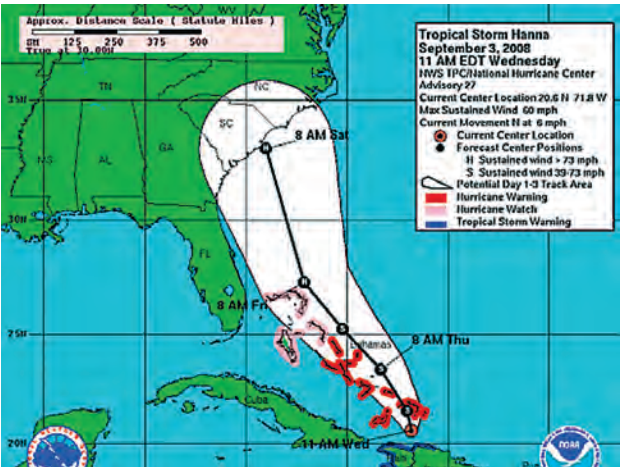 Approx. Distance Scale ( Statute Miles )
SM 125 250 375 500
True at 30.00N
Tropical Storm Hanna
September 3, 2008
11 AM EDT Wednesday
NWS TPC/National Hurricane Center
Advisory 27
Current Center Location 20.6 N 71.8 W
Max Sustained Wind 60 mph
Current Movement N at 6 mph
Current Center Location
Forecast Center Positions
H Sustained wind > 73 mph
S Sustained wind 39-73 mph
Potential Day 1-3 Track Area
Hurricane Warning
Hurricane Watch
Tropical Storm Warning
WV
VA
35N
TN
NC
SC
8 AM Sat
H
MS
AL
GA
30N
FL
H
8 AM Fri
25N
S
Bahamas
8 AM Thu
S
S
Cuba
11 AM Wed
20N
NOAA